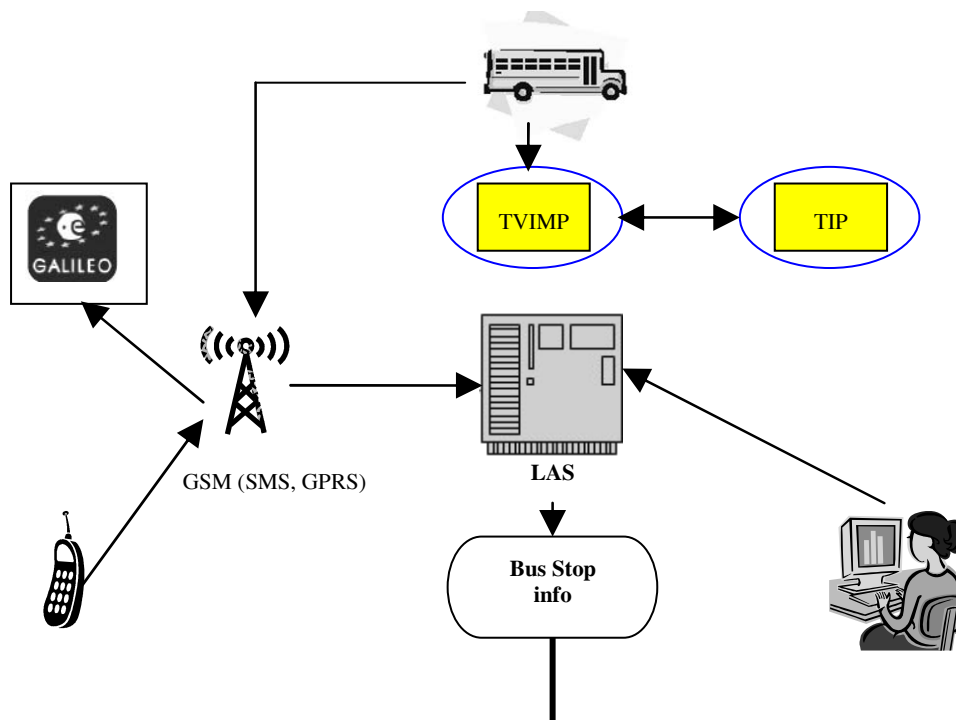 TVIMP
TIP
GALILEO
GSM (SMS, GPRS)
LAS
Bus Stop
info